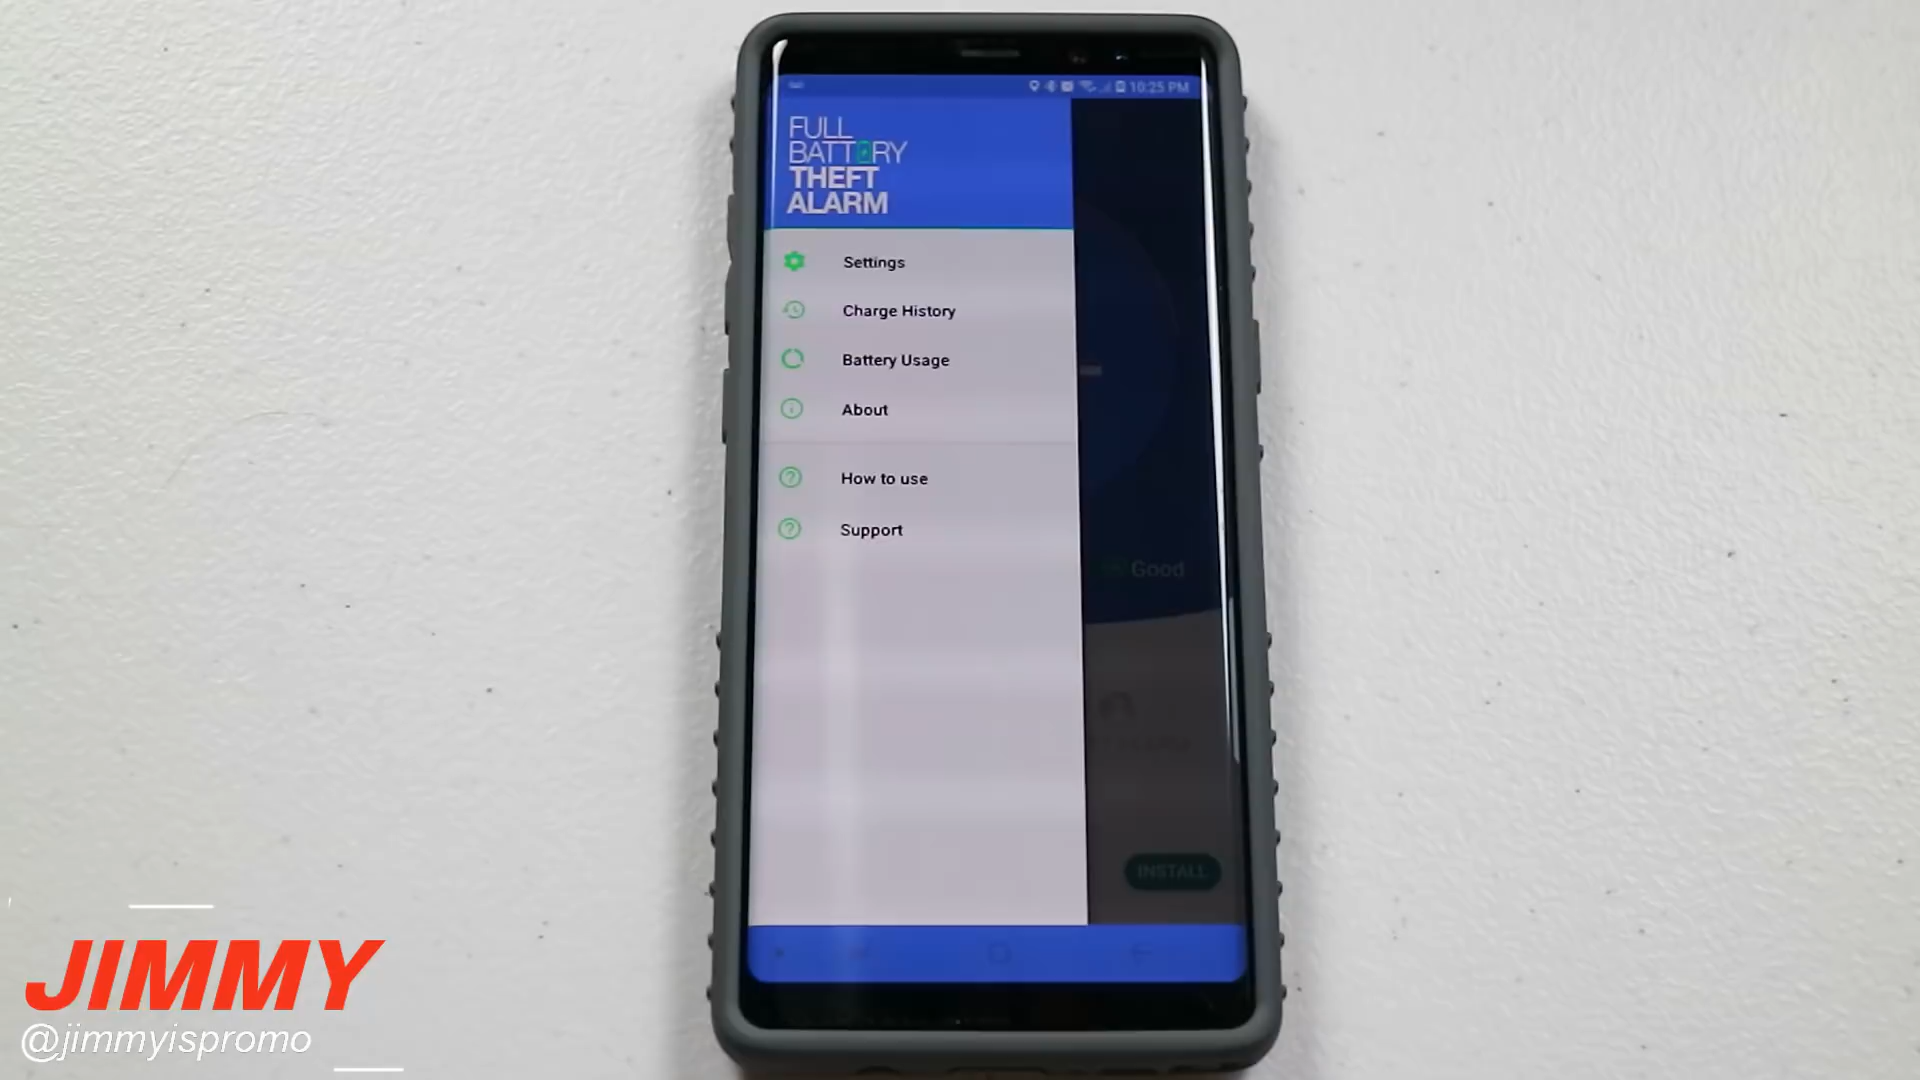 10:25 PM
FULL
BATTERY
THEFT
ALARM
Settings
Charge History
Battery Usage
About
How to use
Support
Good
INSTALL
JIMMY
@jimmyispromo